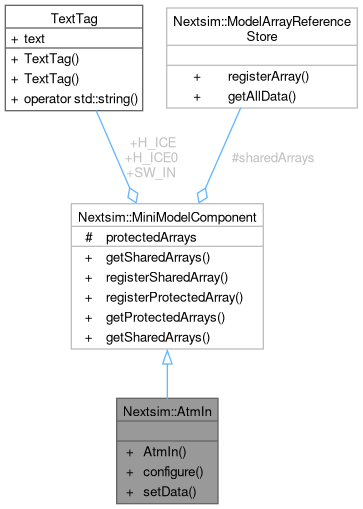 TextTag
+ text
+ TextTag()
+ TextTag()
+ operator std::string()
Nextsim::ModelArrayReference
Store
+ registerArray()
+ getAllData()
+H_ICE
+H_ICE0
+SW_IN
#sharedArrays
Nextsim::MiniModelComponent
# protectedArrays
+ getSharedArrays()
+ registerSharedArray()
+ registerProtectedArray()
+ getProtectedArrays()
+ getSharedArrays()
Nextsim::AtmIn
+ AtmIn()
+ configure()
+ setData()